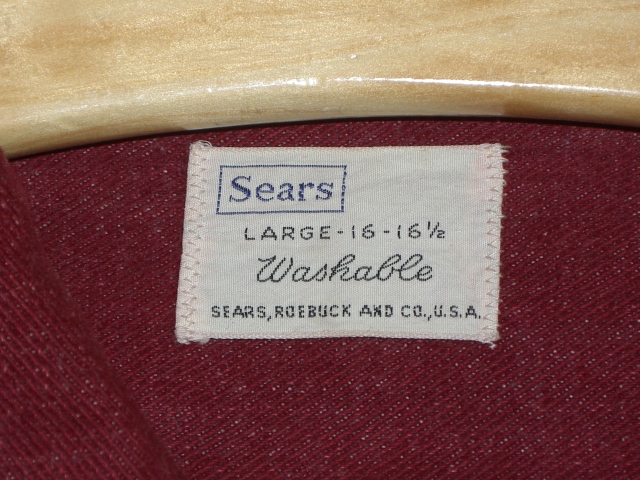 Sears
LARGE-16-16½
Washable
SEARS, ROEBUCK AND CO., U.S.A.